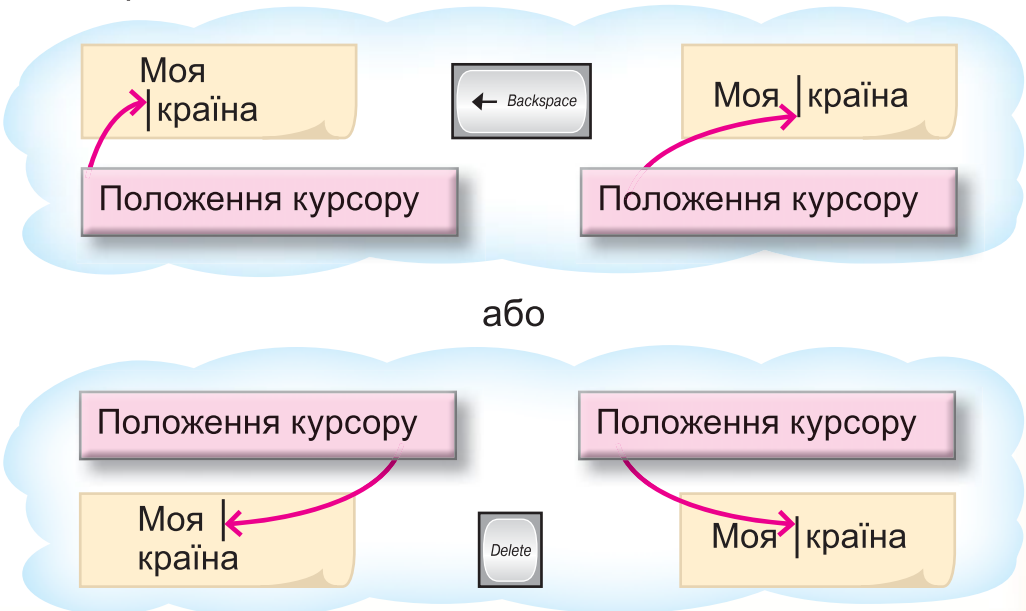 Моя
країна
← Backspace
Моя країна
Положення курсору
Положення курсору
або
Положення курсору
Положення курсору
Моя
країна
Delete
Моя країна